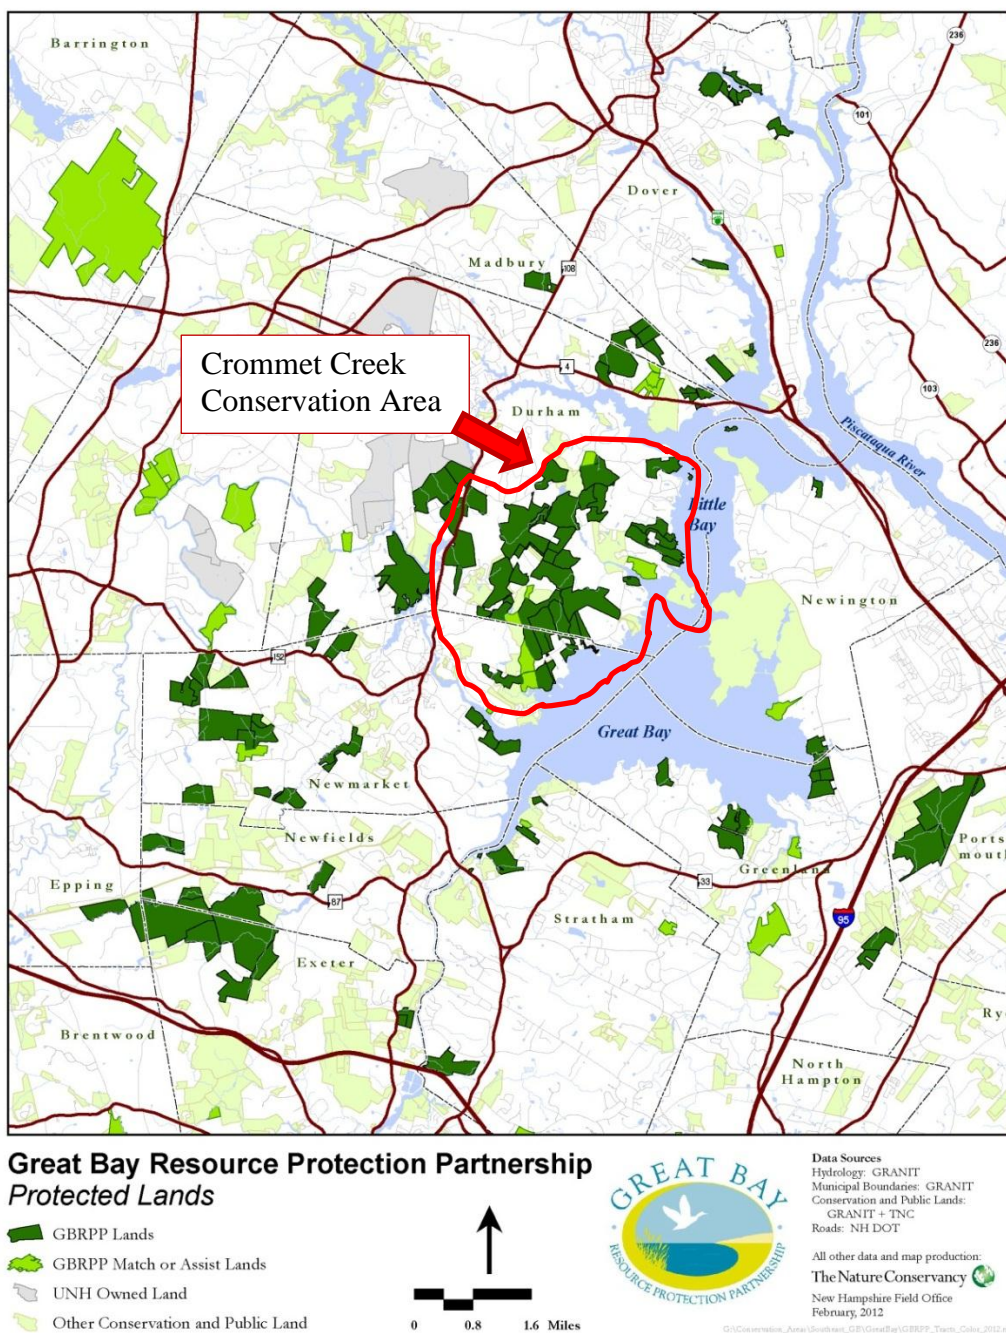 Barrington
236
101
Dover
Madbury
108
236
4
103
Crommet Creek
Conservation Area
Durham
Piscataqua River
Little
Bay
Newington
152
Great Bay
Newmarket
Newfields
Ports
mouth
Epping
Greenland
33
87
Stratham
95
Exeter
Brentwood
Ry
North
Hampton
Great Bay Resource Protection Partnership
Protected Lands
GBRPP Lands
GBRPP Match or Assist Lands
UNH Owned Land
Other Conservation and Public Land
0 0.8 1.6 Miles
GREAT BAY
RESOURCE PROTECTION PARTNERSHIP
Data Sources
Hydrology: GRANIT
Municipal Boundaries: GRANIT
Conservation and Public Lands:
GRANIT + TNC
Roads: NH DOT
All other data and map production:
The Nature Conservancy
New Hampshire Field Office
February, 2012